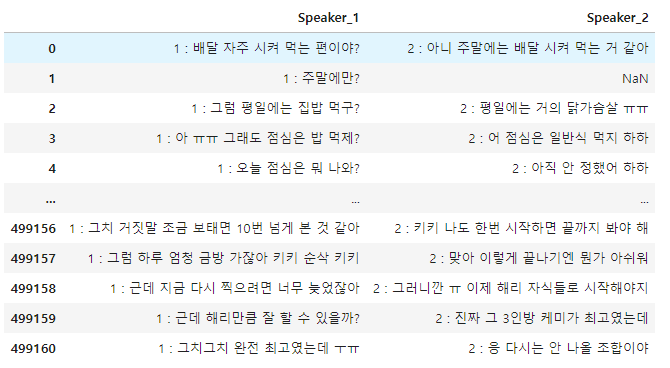 Speaker_1 Speaker_2
0 1 : 배달 자주 시켜 먹는 편이야? 2 : 아니 주말에는 배달 시켜 먹는 거 같아
1 1 : 주말에만? NaN
2 1 : 그럼 평일에는 집밥 먹구? 2 : 평일에는 거의 닭가슴살 ㅠㅠ
3 1 : 아 ㅠㅠ 그래도 점심은 밥 먹제? 2 : 어 점심은 일반식 먹지 하하
4 1 : 오늘 점심은 뭐 나와? 2 : 아직 안 정했어 하하
... ... ...
499156 1 : 그치 거짓말 조금 보태면 10번 넘게 본 것 같아 2 : 키키 나도 한번 시작하면 끝까지 봐야 해
499157 1 : 그럼 하루 엄청 금방 가잖아 키키 순삭 키키 2 : 맞아 이렇게 끝나기엔 뭔가 아쉬워
499158 1 : 근데 지금 다시 찍으려면 너무 늦었잖아 2 : 그러니깐 ㅠ 이제 해리 자식들로 시작해야지
499159 1 : 근데 해리만큼 잘 할 수 있을까? 2 : 진짜 그 3인방 케미가 최고였는데
499160 1 : 그치그치 완전 최고였는데 ㅜㅠ 2 : 응 다시는 안 나올 조합이야